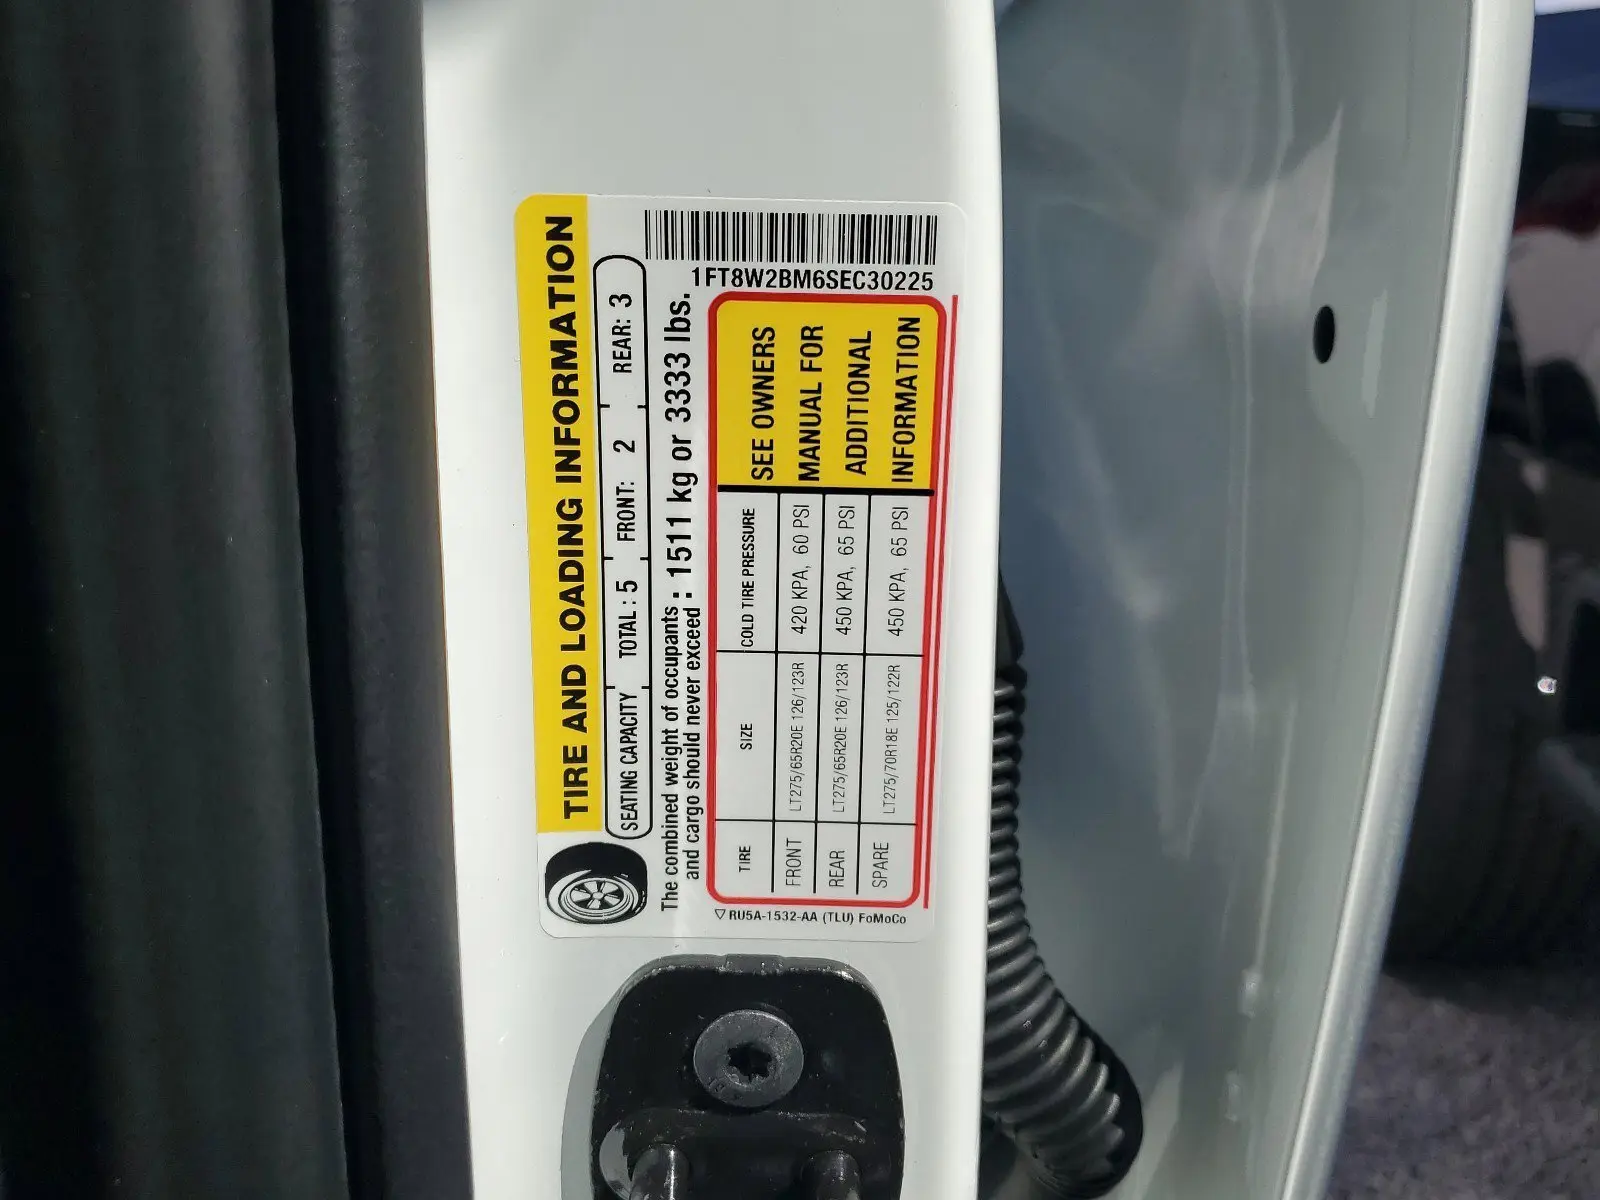 TIRE AND LOADING INFORMATION
SEATING CAPACITY TOTAL : 5 FRONT: 2 REAR: 3
The combined weight of occupants
and cargo should never exceed : 1511 kg or 3333 lbs.
1FT8W2BM6SEC30225
TIRE SIZE COLD TIRE PRESSURE
FRONT LT275/65R20E 126/123R 420 KPA, 60 PSI
REAR LT275/65R20E 126/123R 450 KPA, 65 PSI
SPARE LT275/70R18E 125/122R 450 KPA, 65 PSI
SEE OWNERS
MANUAL FOR
ADDITIONAL
INFORMATION
RU5A-1532-AA (TLU) FoMoCo